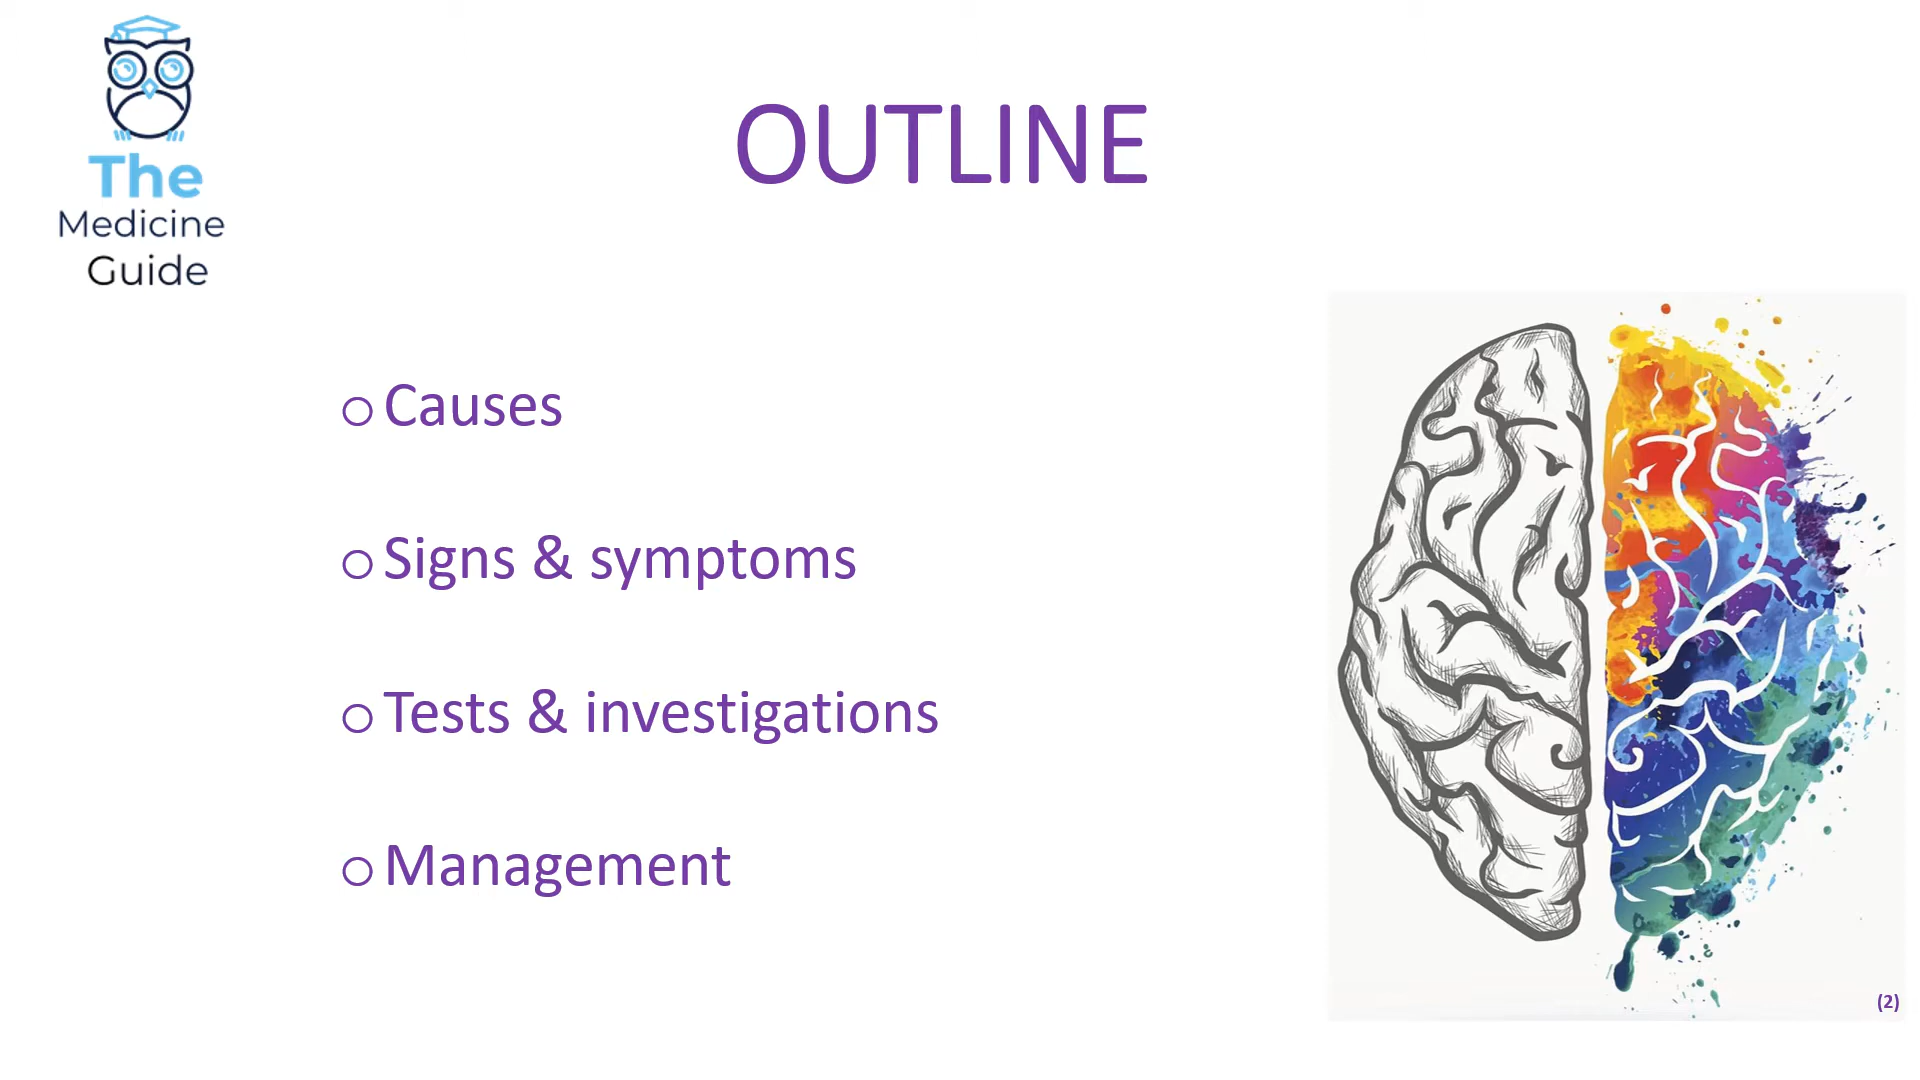 The
Medicine
Guide
OUTLINE
o Causes
o Signs & symptoms
o Tests & investigations
o Management
(2)